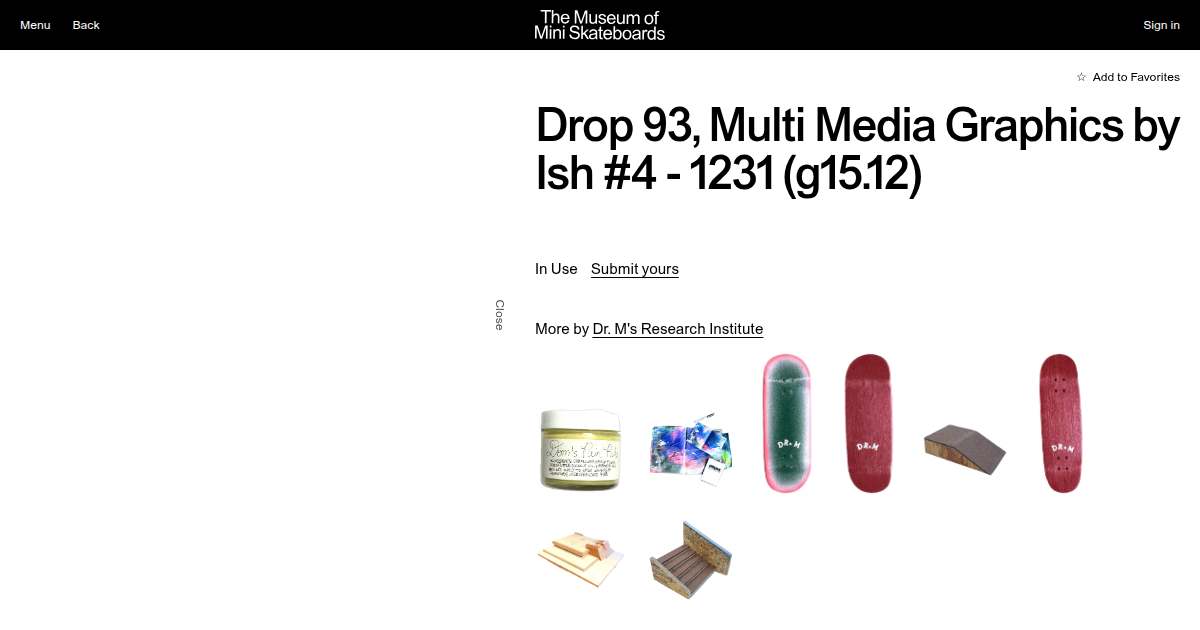 Menu
Back
The Museum of
Mini Skateboards
Sign in
☆ Add to Favorites
Drop 93, Multi Media Graphics by
Ish #4 - 1231 (g15.12)
In Use
Submit yours
Close
More by Dr. M's Research Institute
DR. M
DR. M
DR. M